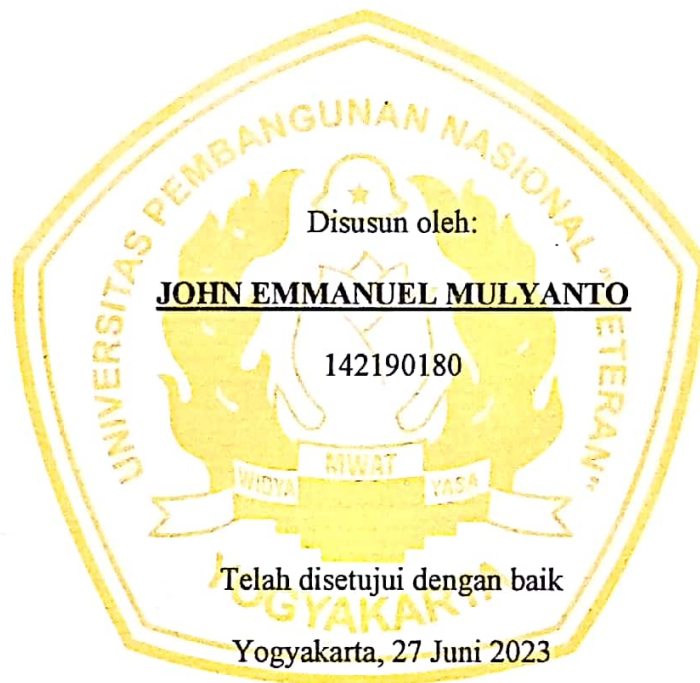 UNIVERSITAS PEMBANGUNAN NASIONAL "VETERAN"
Disusun oleh:
JOHN EMMANUEL MULYANTO
142190180
WIDYA MWAT YASA
YOGYAKARTA
Telah disetujui dengan baik
Yogyakarta, 27 Juni 2023